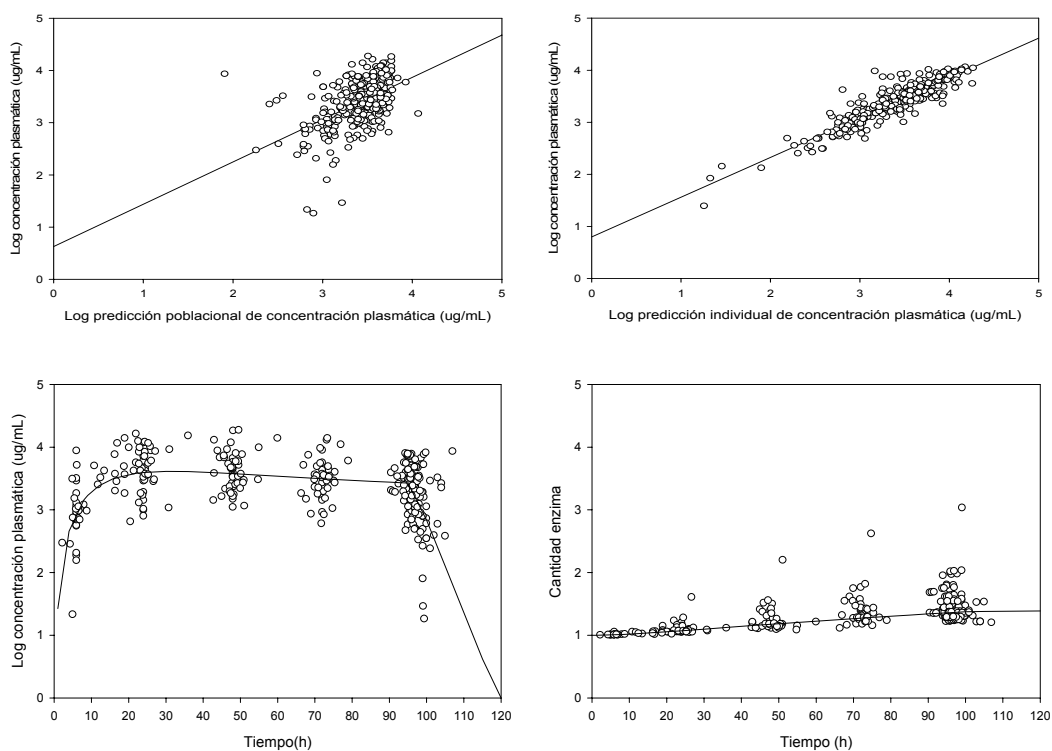 5
4
3
2
1
0
Log concentración plasmática (ug/mL)
0 1 2 3 4 5
Log predicción poblacional de concentración plasmática (ug/mL)
5
4
3
2
1
0
Log concentración plasmática (ug/mL)
0 1 2 3 4 5
Log predicción individual de concentración plasmática (ug/mL)
5
4
3
2
1
0
Log concentración plasmática (ug/mL)
0 10 20 30 40 50 60 70 80 90 100 110 120
Tiempo(h)
5
4
3
2
1
0
Cantidad enzima
0 10 20 30 40 50 60 70 80 90 100 110 120
Tiempo (h)